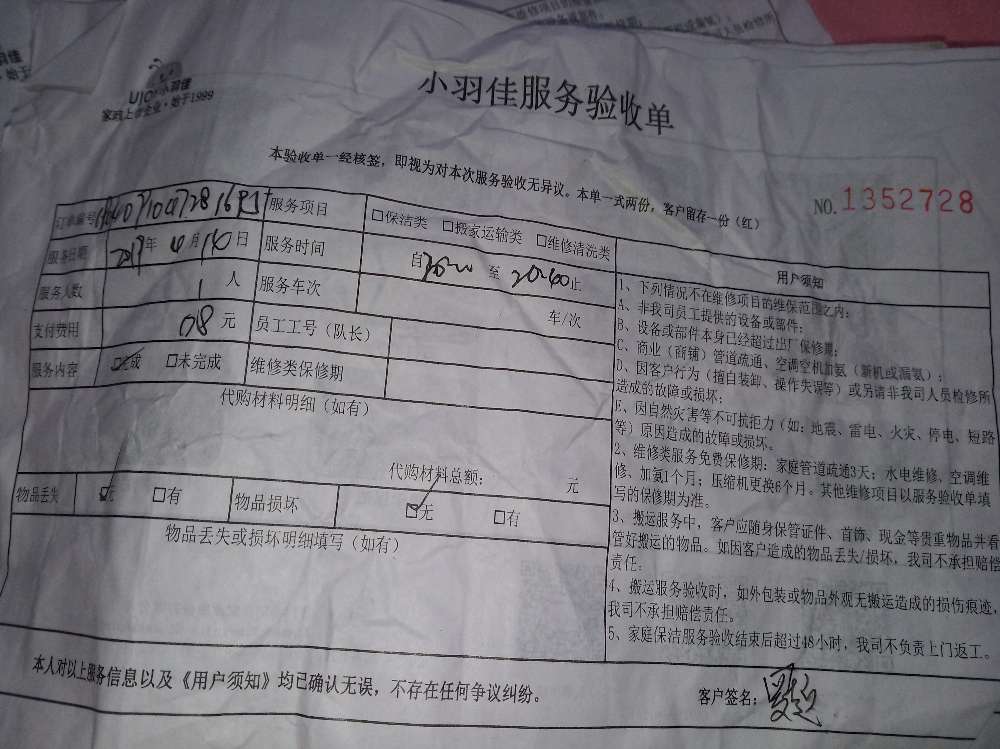 小羽佳
家政上市企业·始于1999
小羽佳服务验收单
本验收单一经核签，即视为对本次服务验收无异议。本单一式两份，客户留存一份（红）
NO.1352728
订单编号
服务项目 □保洁类 □搬家运输类 □维修清洗类
服务日期 年 月 日 服务时间 自 至 20:40止
服务人数 1 人 服务车次 车/次
支付费用 元 员工工号（队长）
服务内容 □完成 □未完成 维修类保修期
代购材料明细（如有）
代购材料总额： 元
物品丢失 □无 □有 物品损坏 □无 □有
物品丢失或损坏明细填写（如有）
用户须知
1、下列情况不在维修项目的维保范围之内：
A、非我司员工提供的设备或部件；
B、设备或部件本身已经超过出厂保修期；
C、商业（商铺）管道疏通、空调空机加氨（新机或漏氨）；
D、因客户行为（擅自装卸、操作失误等）或另请非我司人员检修所
造成的故障或损坏；
E、因自然灾害等不可抗拒力（如：地震、雷电、火灾、停电、短路
等）原因造成的故障或损坏。
2、维修类服务免费保修期：家庭管道疏通3天；水电维修、空调维
修、加氨1个月；压缩机更换6个月。其他维修项目以服务验收单填
写的保修期为准。
3、搬运服务中，客户应随身保管证件、首饰、现金等贵重物品并看
管好搬运的物品。如因客户造成的物品丢失/损坏，我司不承担赔偿
责任；
4、搬运服务验收时，如外包装或物品外观无搬运造成的损伤痕迹，
我司不承担赔偿责任。
5、家庭保洁服务验收结束后超过48小时，我司不负责上门返工。
本人对以上服务信息以及《用户须知》均已确认无误，不存在任何争议纠纷。
客户签名：